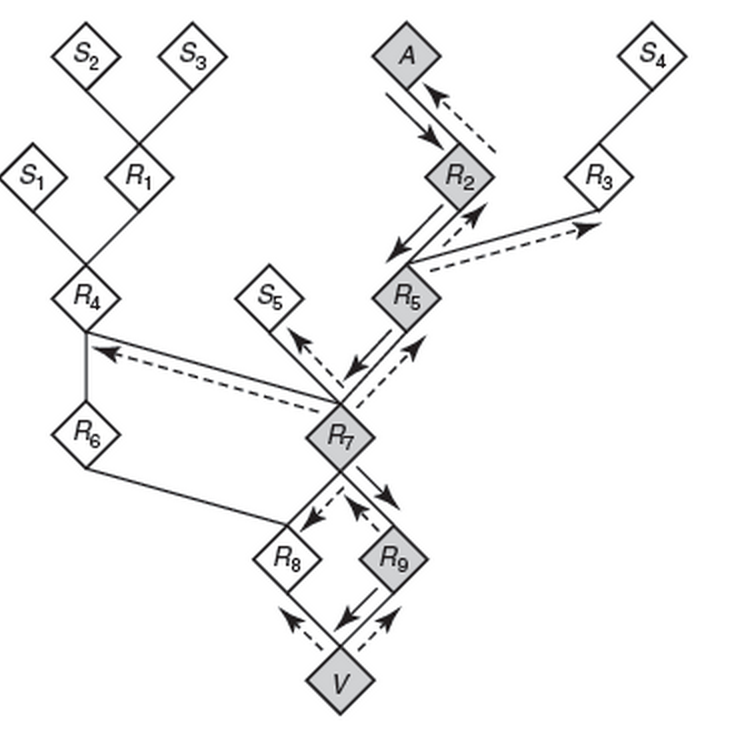 S2 S3 A S4
S1 R1 R2 R3
R4 S5 R5
R6 R7
R8 R9
V